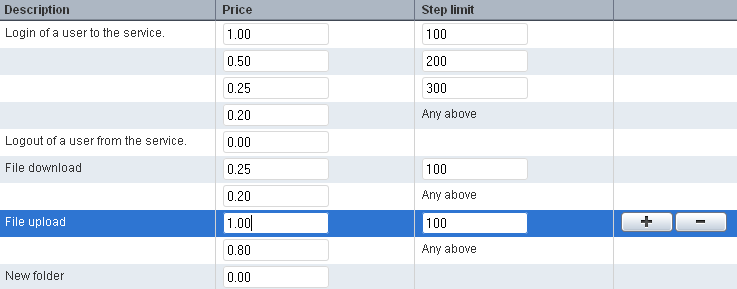 Description Price Step limit
Login of a user to the service. 1.00 100
0.50 200
0.25 300
0.20 Any above
Logout of a user from the service. 0.00
File download 0.25 100
0.20 Any above
File upload 1.00 100 + −
0.80 Any above
New folder 0.00